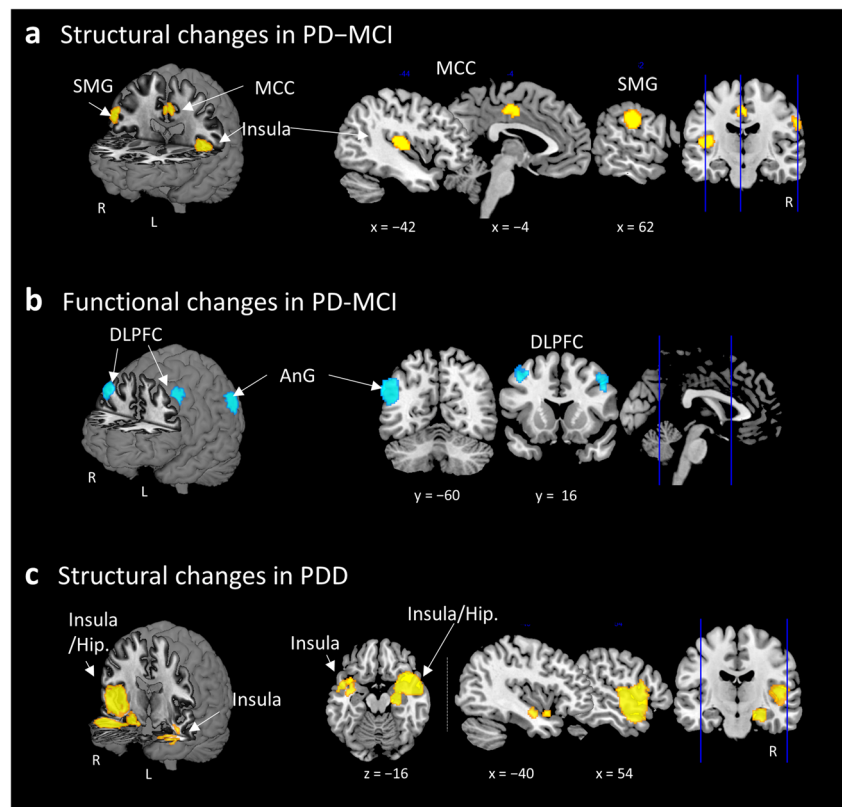 a Structural changes in PD–MCI
SMG
MCC
Insula
MCC
SMG
-44
R
L
x = −42
x = −4
x = 62
R
b Functional changes in PD-MCI
DLPFC
AnG
DLPFC
R
L
y = −60
y = 16
c Structural changes in PDD
Insula
/Hip.
Insula
Insula
Insula/Hip.
R
L
z = −16
x = −40
x = 54
R